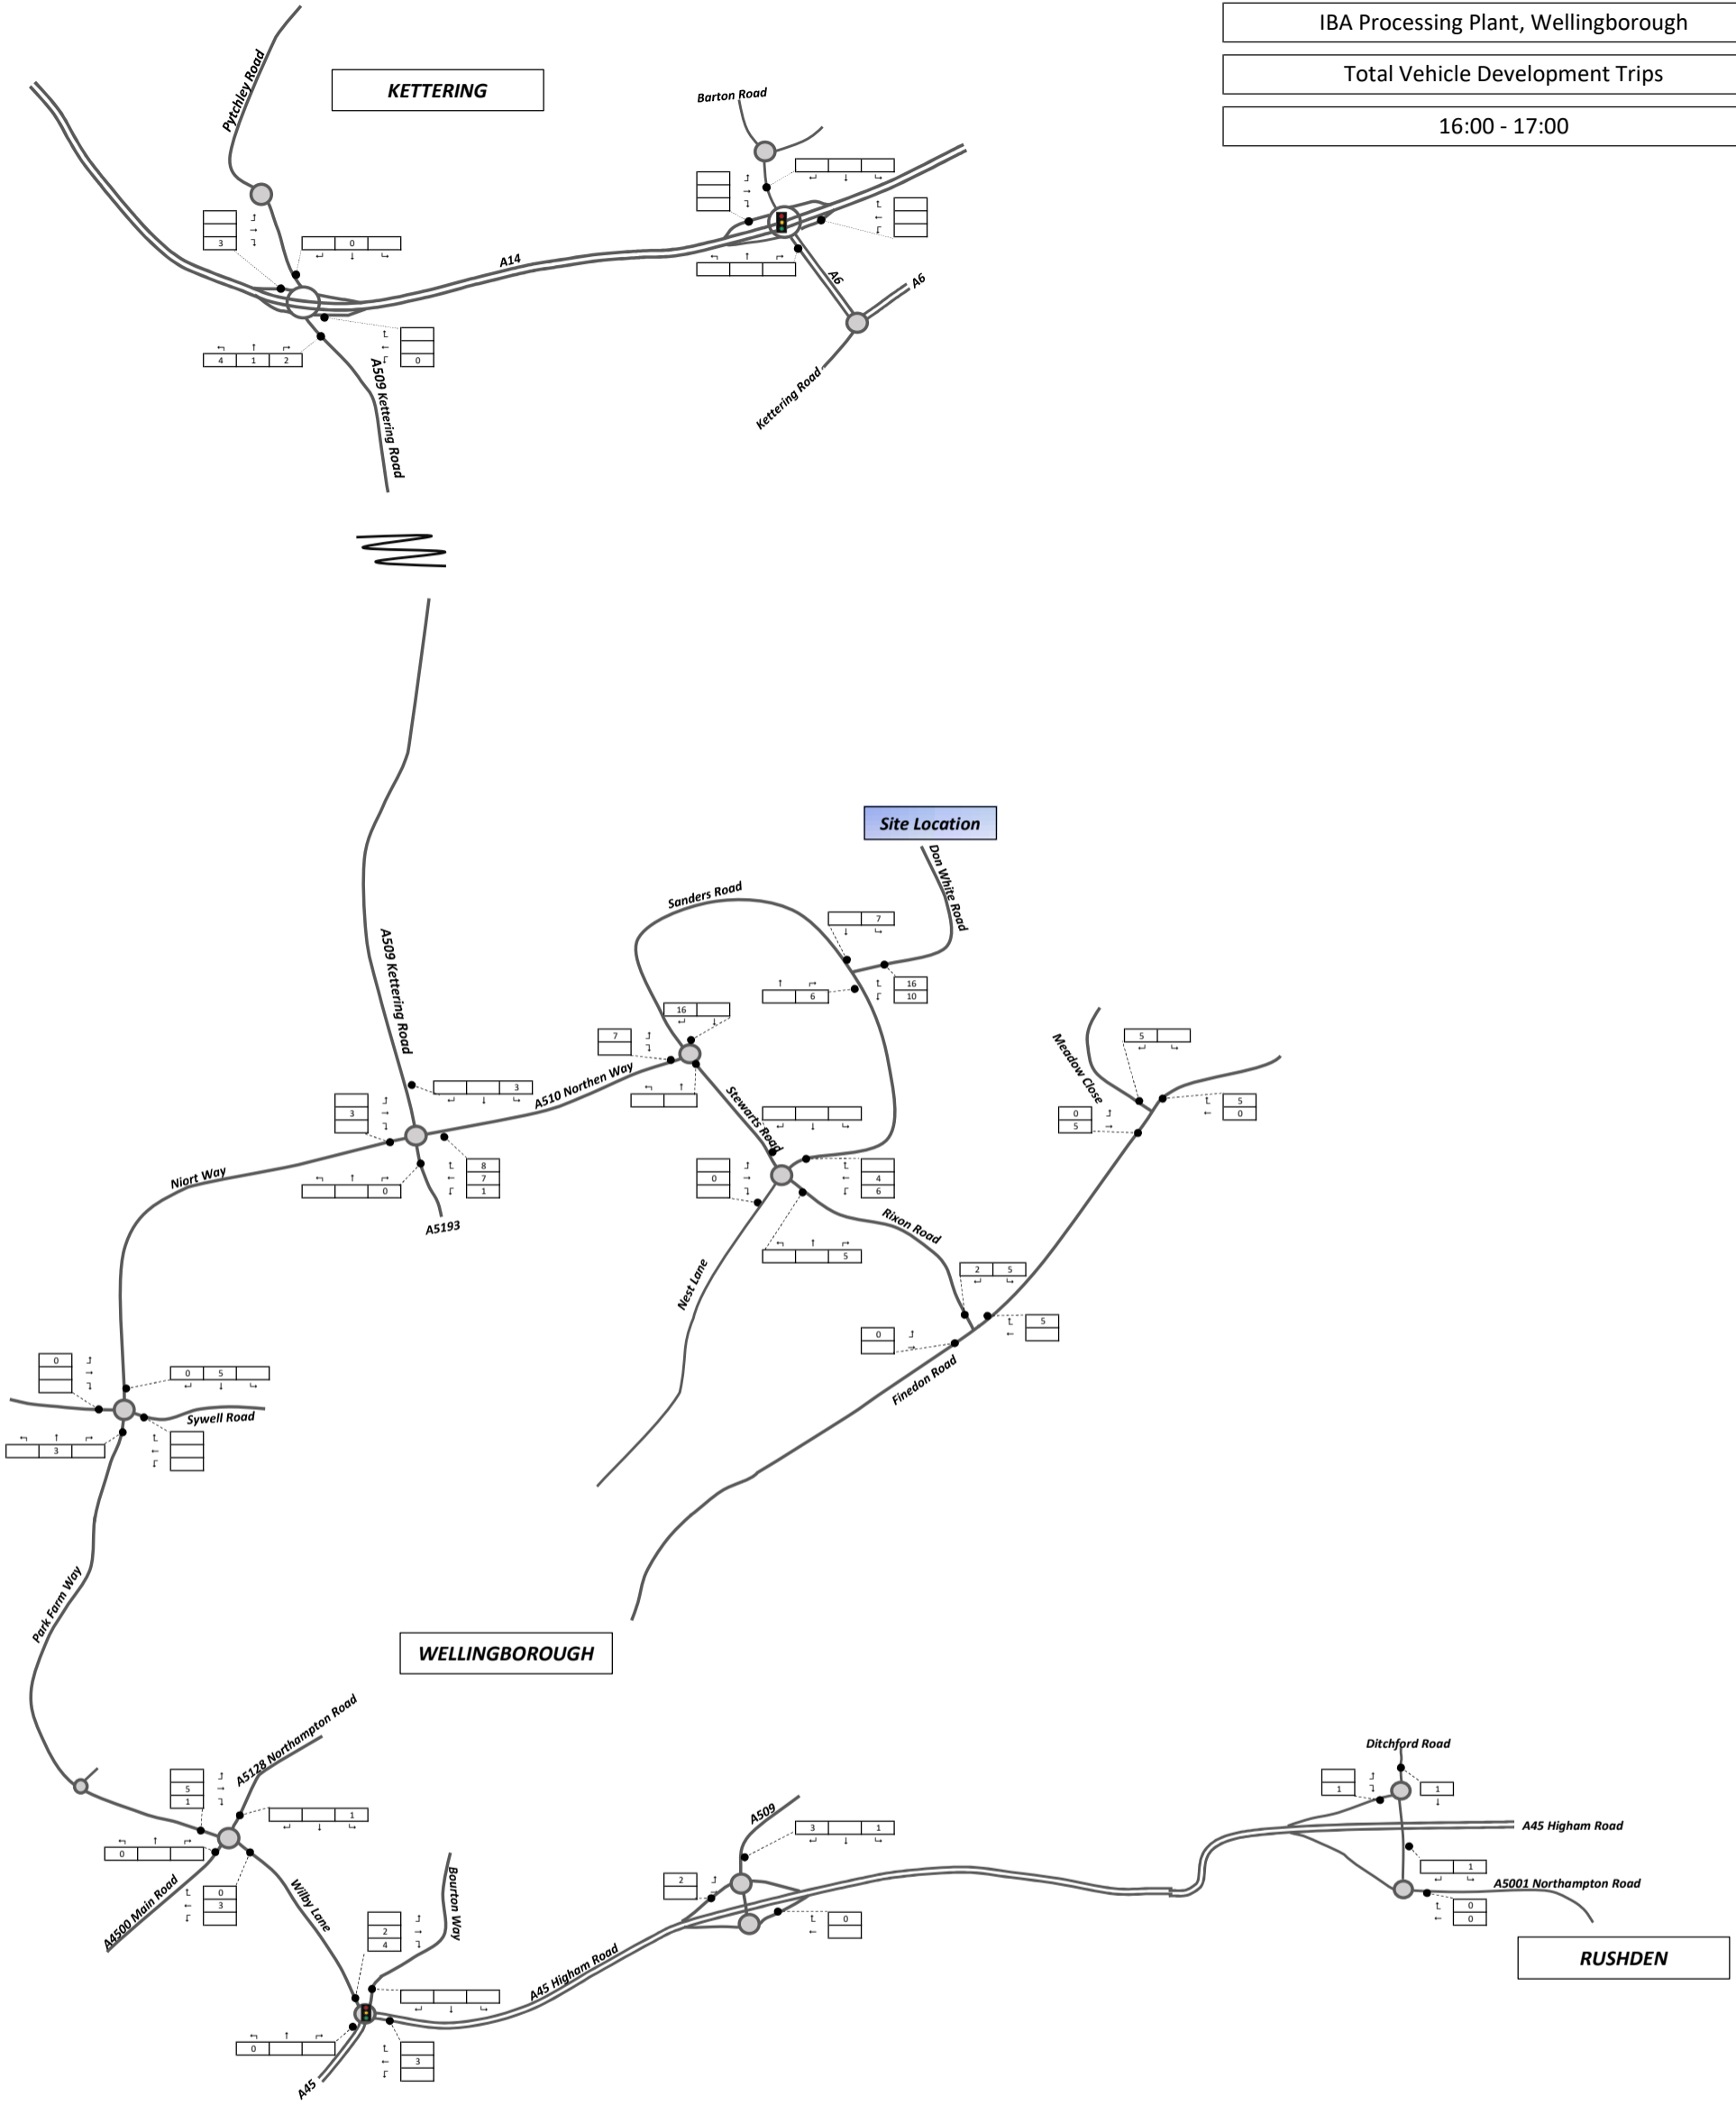 IBA Processing Plant, Wellingborough
Total Vehicle Development Trips
16:00 - 17:00
KETTERING
Pytchley Road
Barton Road
3
0
A14
A6
A6
4 1 2
0
A509 Kettering Road
Kettering Road
Site Location
Don White Road
Sanders Road
7
A509 Kettering Road
16
10
6
16
7
Meadow Close
5
A510 Northen Way
3
Stewarts Road
5
0
0
5
3
8
7
1
0
A5193
Niort Way
0
4
6
Rixon Road
5
Nest Lane
2 5
5
0
Finedon Road
0
0 5
Sywell Road
3
Park Farm Way
WELLINGBOROUGH
A5128 Northampton Road
5
1
1
0
A4500 Main Road
0
3
Wilby Lane
Bourton Way
2
4
0
3
A45
A45 Higham Road
A509
3 1
2
0
Ditchford Road
1
1
A45 Higham Road
1
A5001 Northampton Road
0
0
RUSHDEN